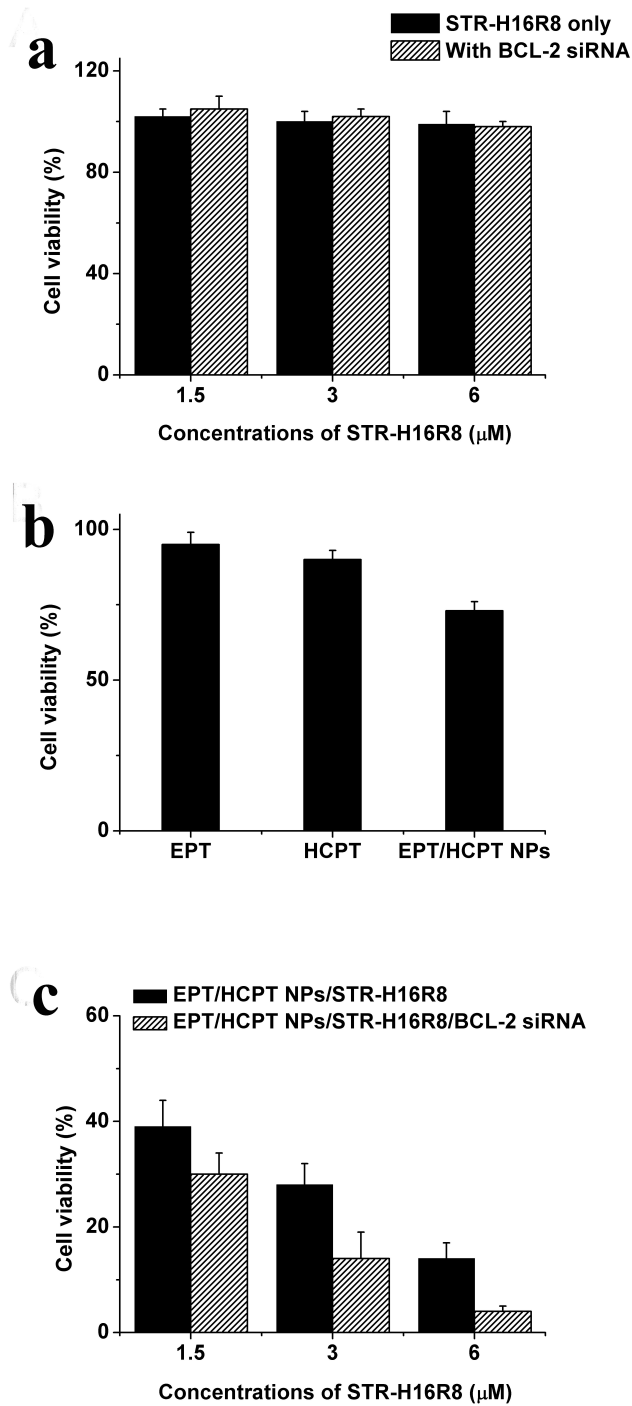 a
STR-H16R8 only
With BCL-2 siRNA
120
80
40
0
Cell viability (%)
1.5 3 6
Concentrations of STR-H16R8 (μM)
b
100
50
0
Cell viability (%)
EPT HCPT EPT/HCPT NPs
c
EPT/HCPT NPs/STR-H16R8
EPT/HCPT NPs/STR-H16R8/BCL-2 siRNA
60
40
20
0
Cell viability (%)
1.5 3 6
Concentrations of STR-H16R8 (μM)